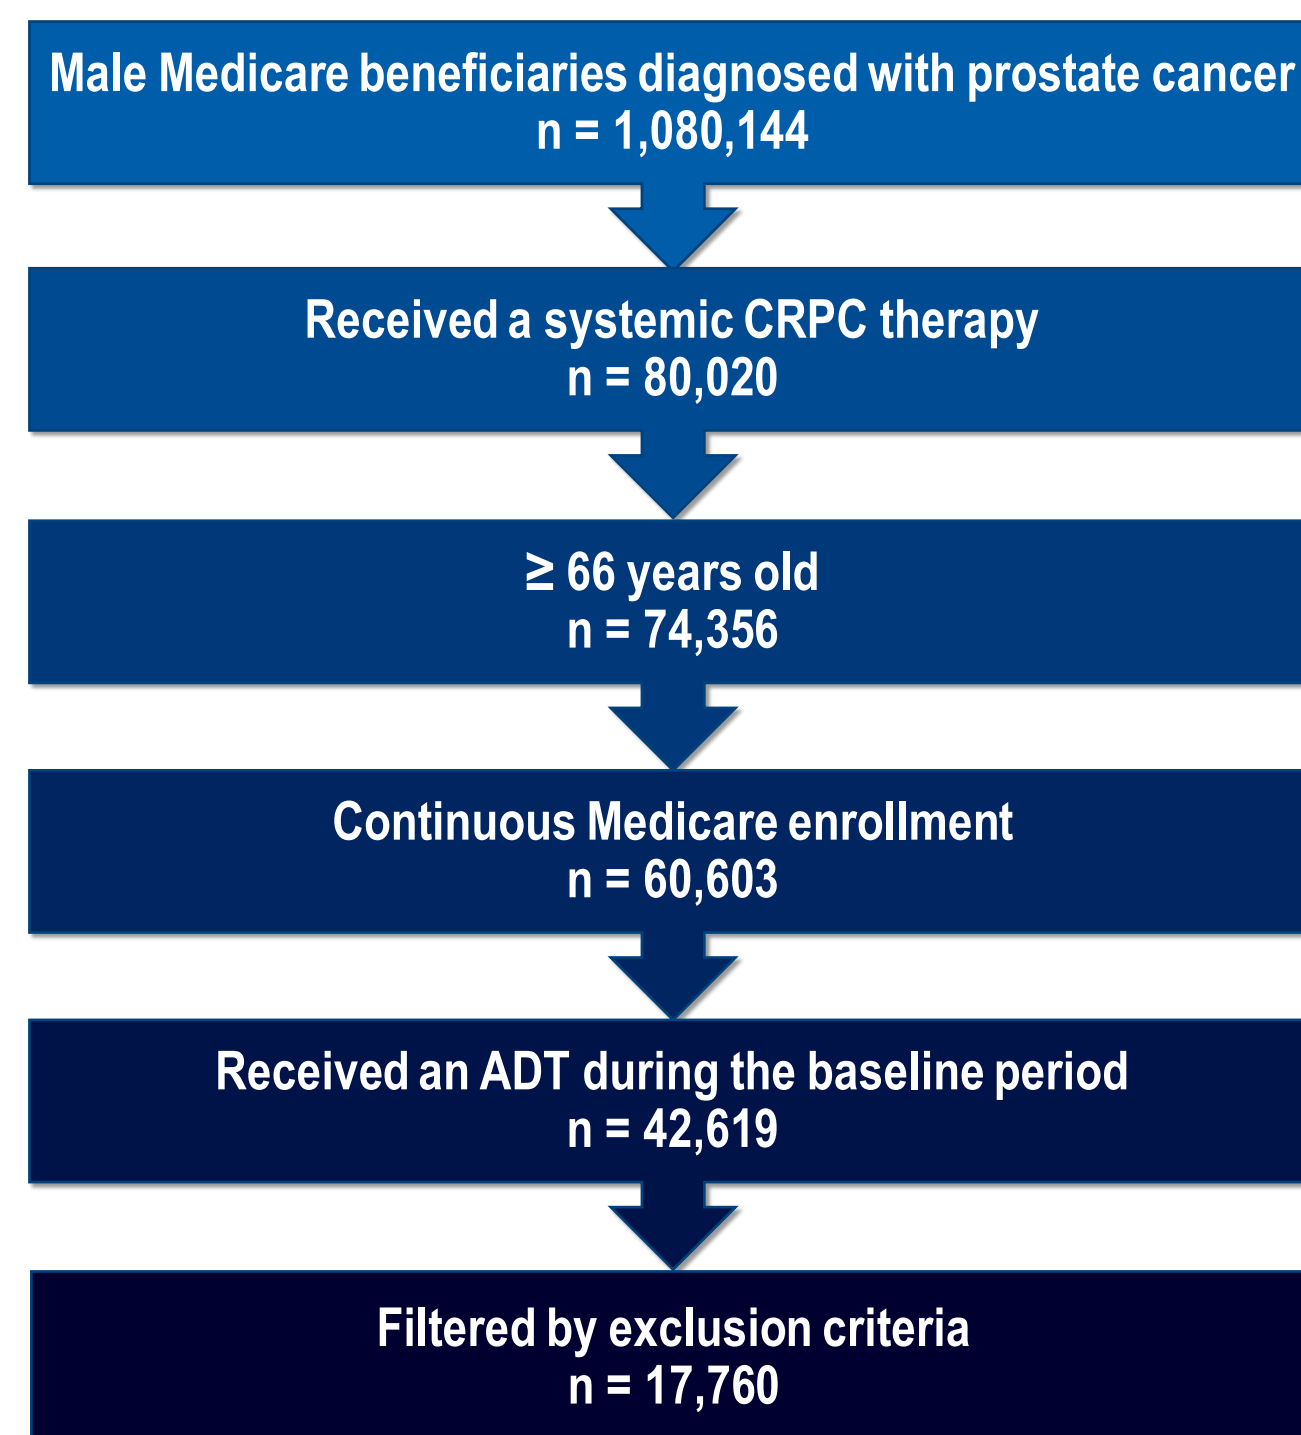 Male Medicare beneficiaries diagnosed with prostate cancer
n = 1,080,144
Received a systemic CRPC therapy
n = 80,020
≥ 66 years old
n = 74,356
Continuous Medicare enrollment
n = 60,603
Received an ADT during the baseline period
n = 42,619
Filtered by exclusion criteria
n = 17,760